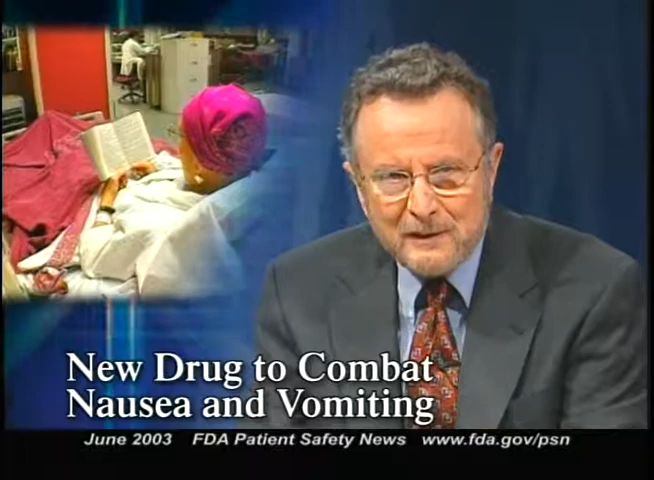 New Drug to Combat
Nausea and Vomiting
June 2003 FDA Patient Safety News www.fda.gov/psn